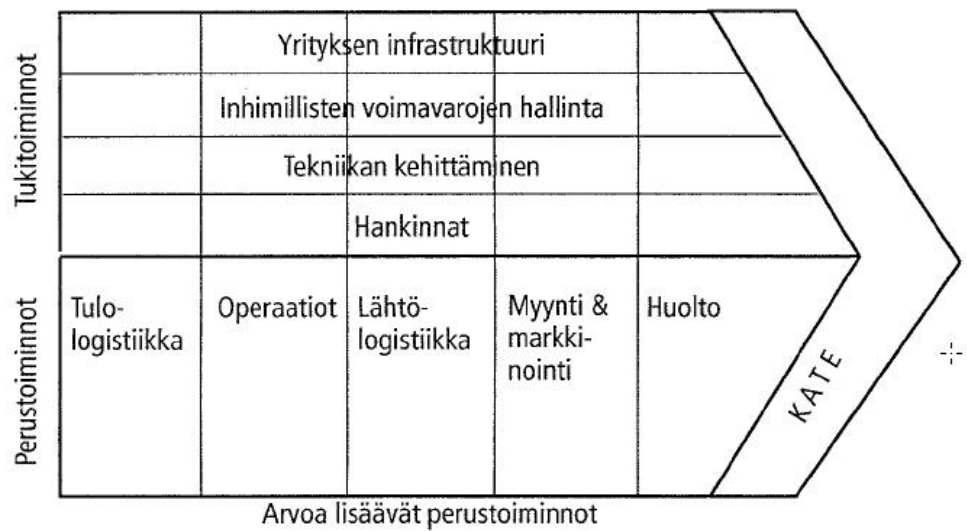 Tukitoiminnot
Yrityksen infrastruktuuri
Inhimillisten voimavarojen hallinta
Tekniikan kehittäminen
Hankinnat
Perustoiminnot
Tulo-
logistiikka
Operaatiot
Lähtö-
logistiikka
Myynti &
markki-
nointi
Huolto
KATE
Arvoa lisäävät perustoiminnot